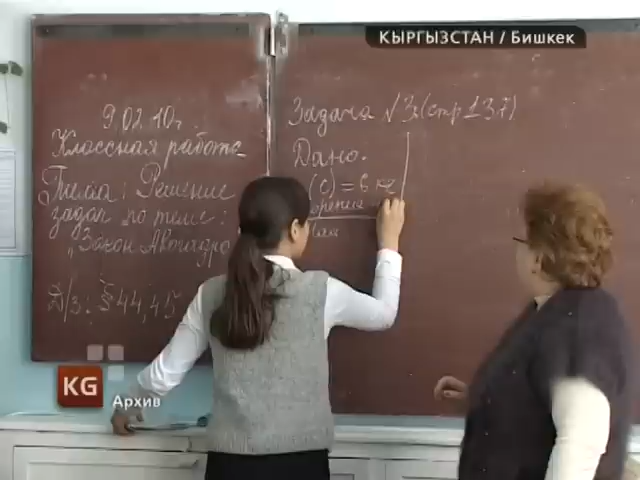 КЫРГЫЗСТАН / Бишкек
9.02.10г
Классная работа
Тема: Решение
задач по теме:
"Закон Авогадро
Д/з: § 44, 45
Задача √3 (стр 137)
Дано.
(C) = 6 кг
KG
Архив